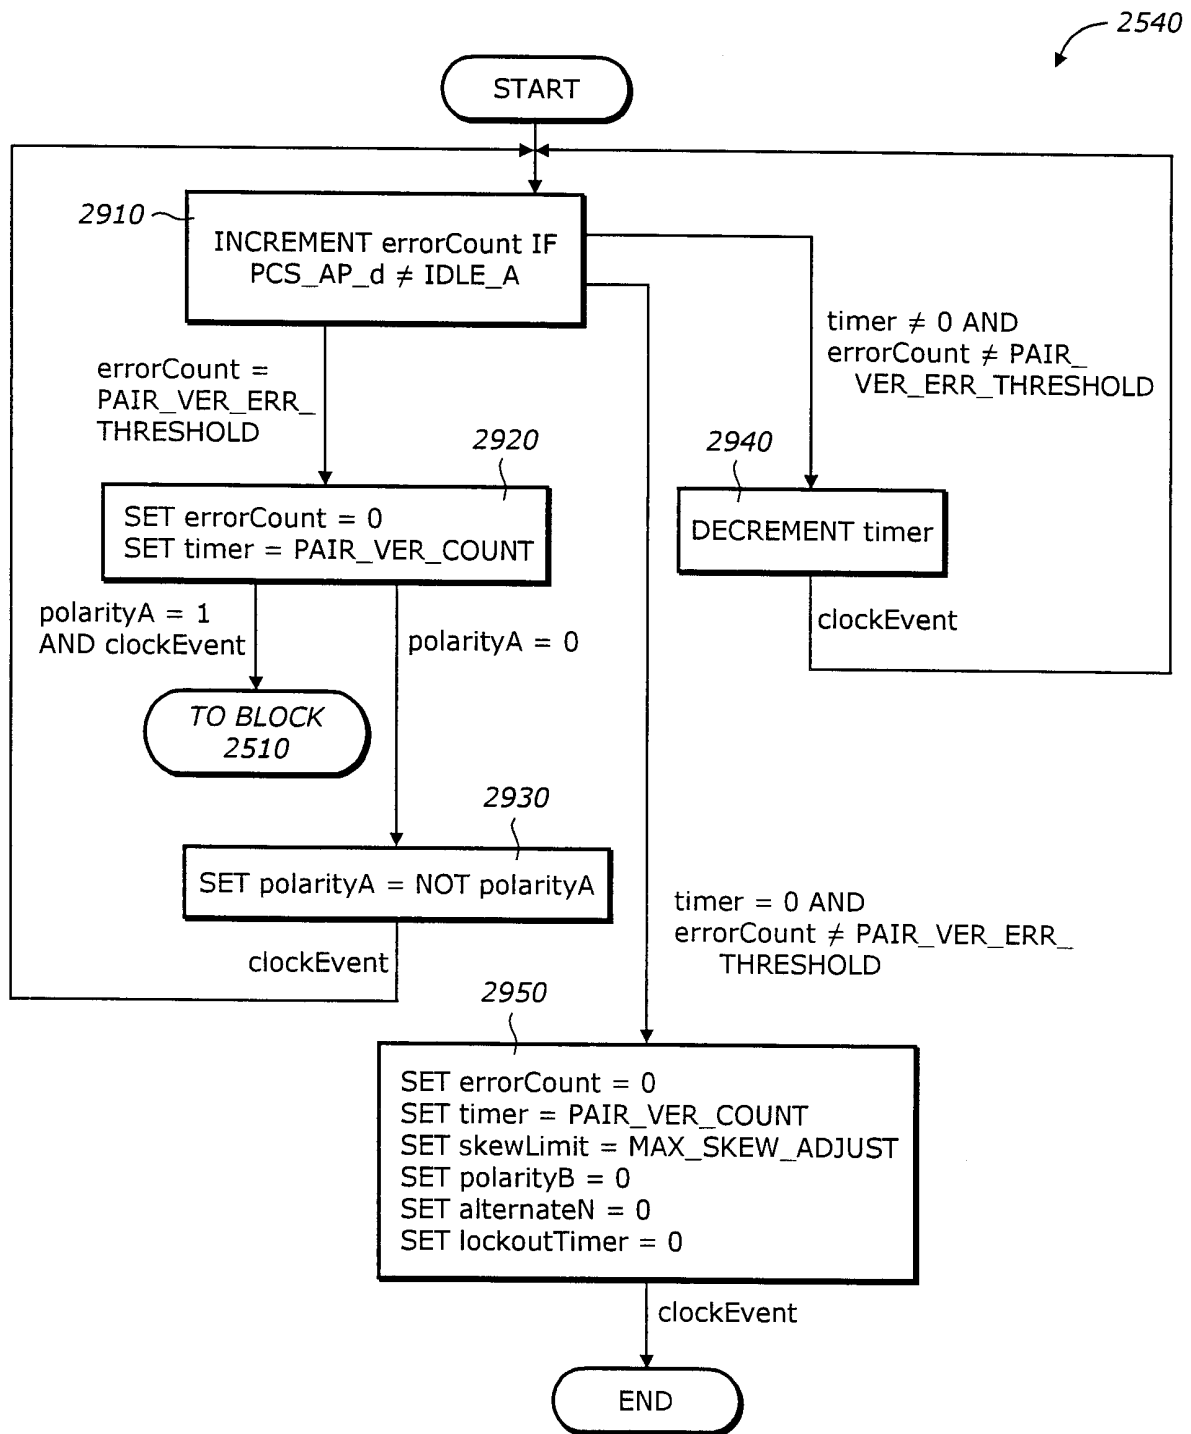 2540
START
2910
INCREMENT errorCount IF
PCS_AP_d ≠ IDLE_A
timer ≠ 0 AND
errorCount ≠ PAIR_
VER_ERR_THRESHOLD
errorCount =
PAIR_VER_ERR_
THRESHOLD
2920
2940
SET errorCount = 0
SET timer = PAIR_VER_COUNT
DECREMENT timer
polarityA = 1
AND clockEvent
polarityA = 0
clockEvent
TO BLOCK
2510
2930
SET polarityA = NOT polarityA
clockEvent
timer = 0 AND
errorCount ≠ PAIR_VER_ERR_
THRESHOLD
2950
SET errorCount = 0
SET timer = PAIR_VER_COUNT
SET skewLimit = MAX_SKEW_ADJUST
SET polarityB = 0
SET alternateN = 0
SET lockoutTimer = 0
clockEvent
END